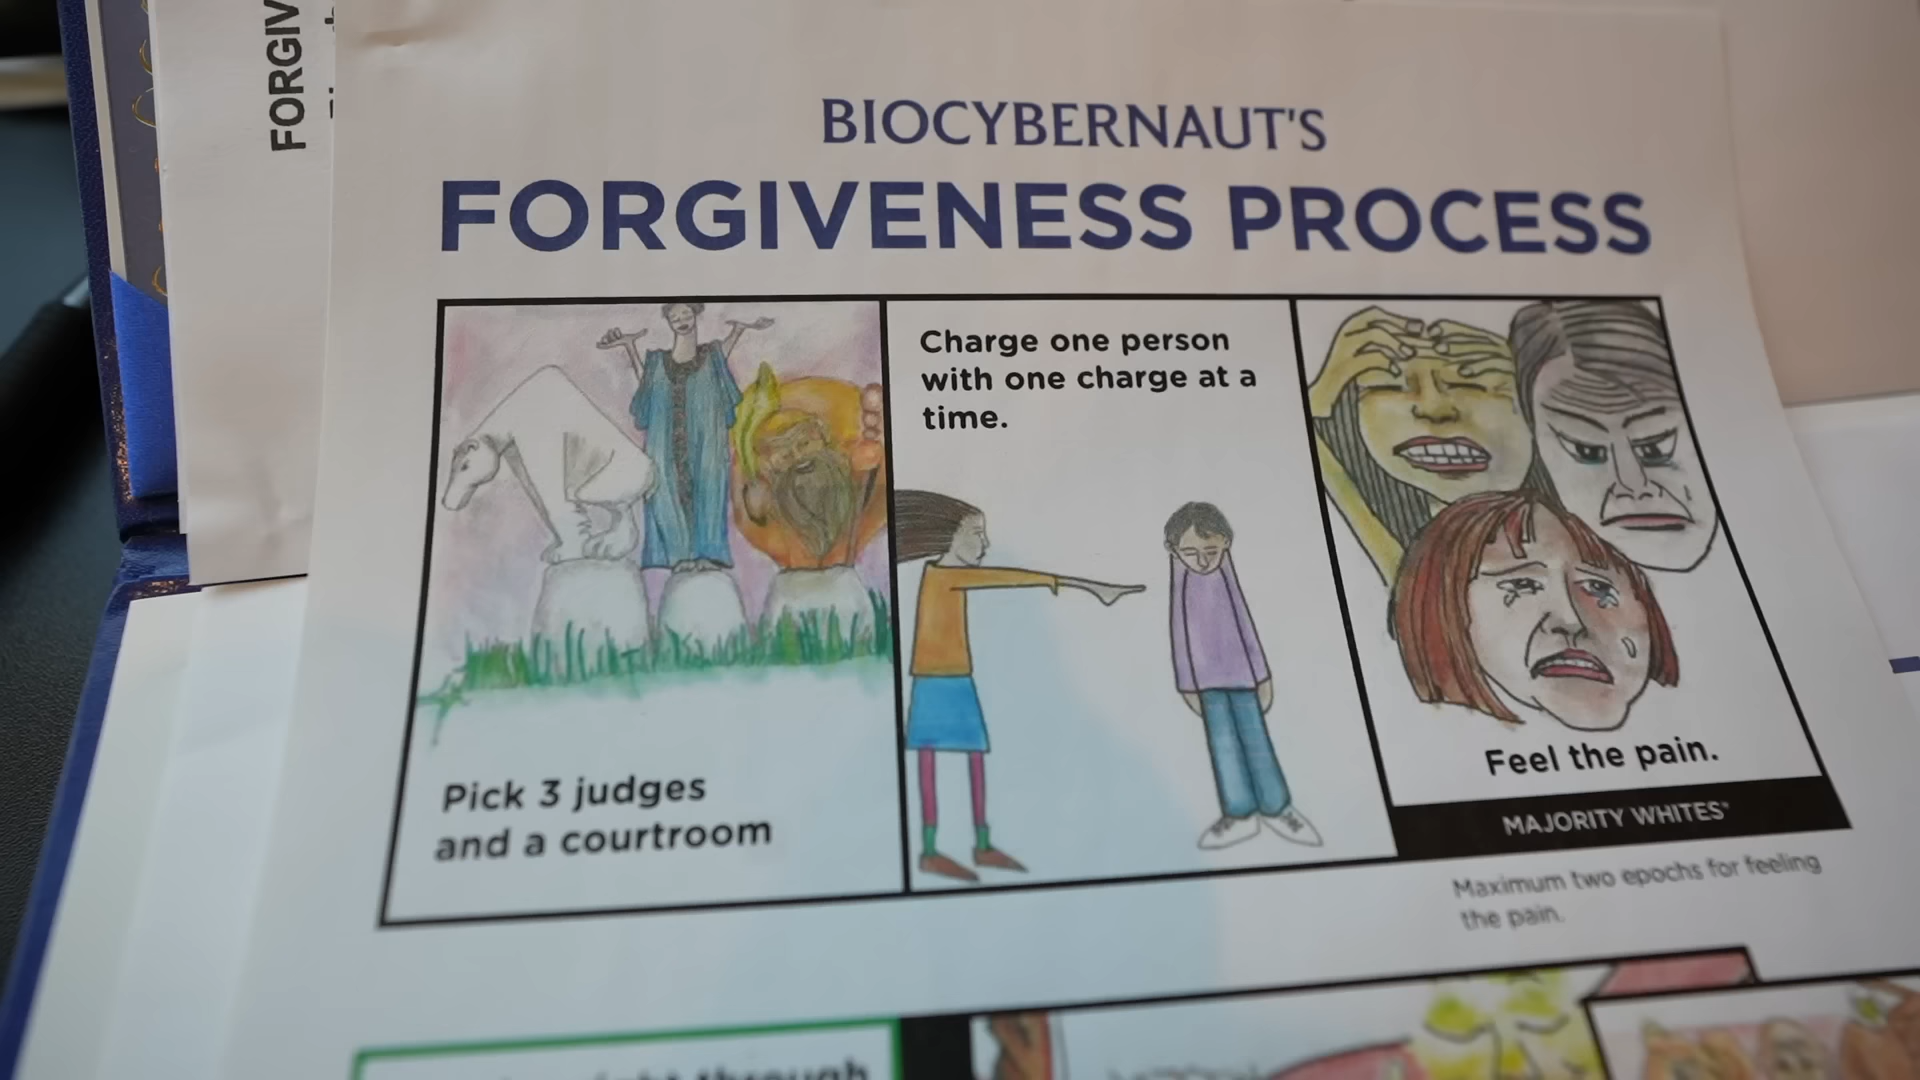 FORGIV
BIOCYBERNAUT'S
FORGIVENESS PROCESS
Pick 3 judges
and a courtroom
Charge one person
with one charge at a
time.
Feel the pain.
MAJORITY WHITES*
Maximum two epochs for feeling
the pain.
through